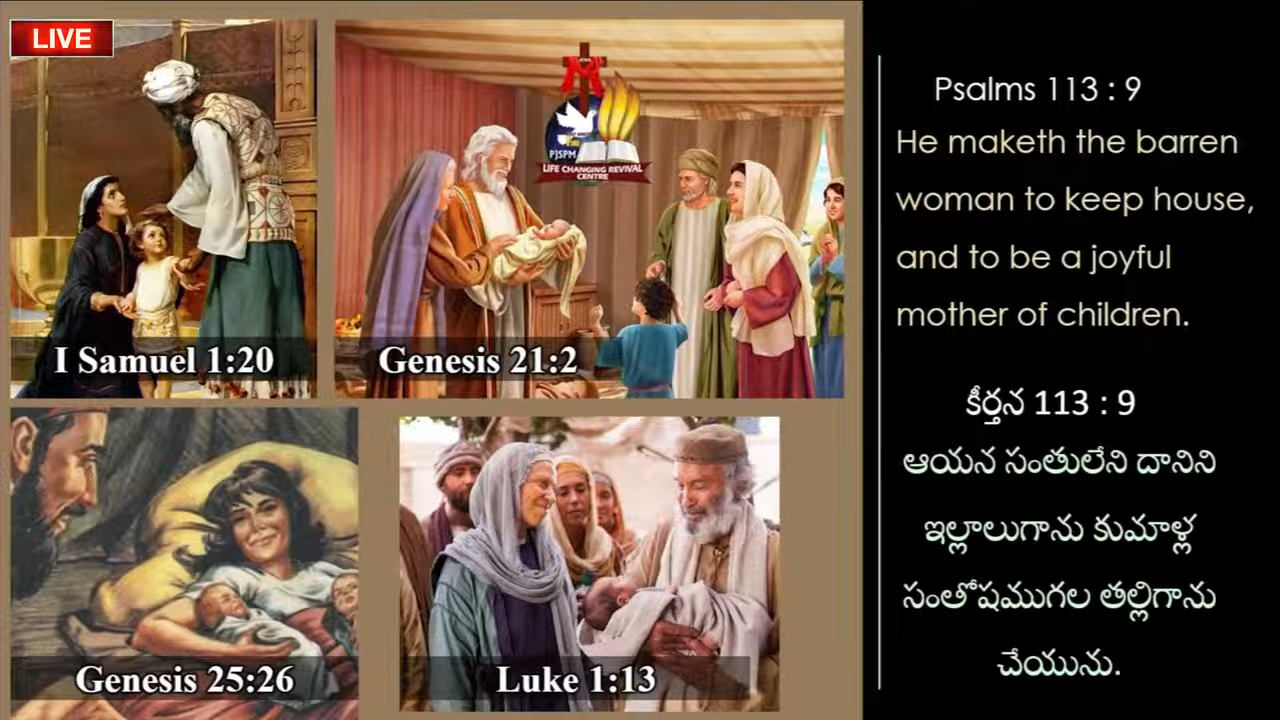 LIVE
PJSPM
LIFE CHANGING REVIVAL
CENTRE
I Samuel 1:20
Genesis 21:2
Genesis 25:26
Luke 1:13
Psalms 113 : 9
He maketh the barren
woman to keep house,
and to be a joyful
mother of children.
కీర్తన 113 : 9
ఆయన సంతులేని దానిని
ఇల్లాలుగాను కుమాళ్ల
సంతోషముగల తల్లిగాను
చేయును.